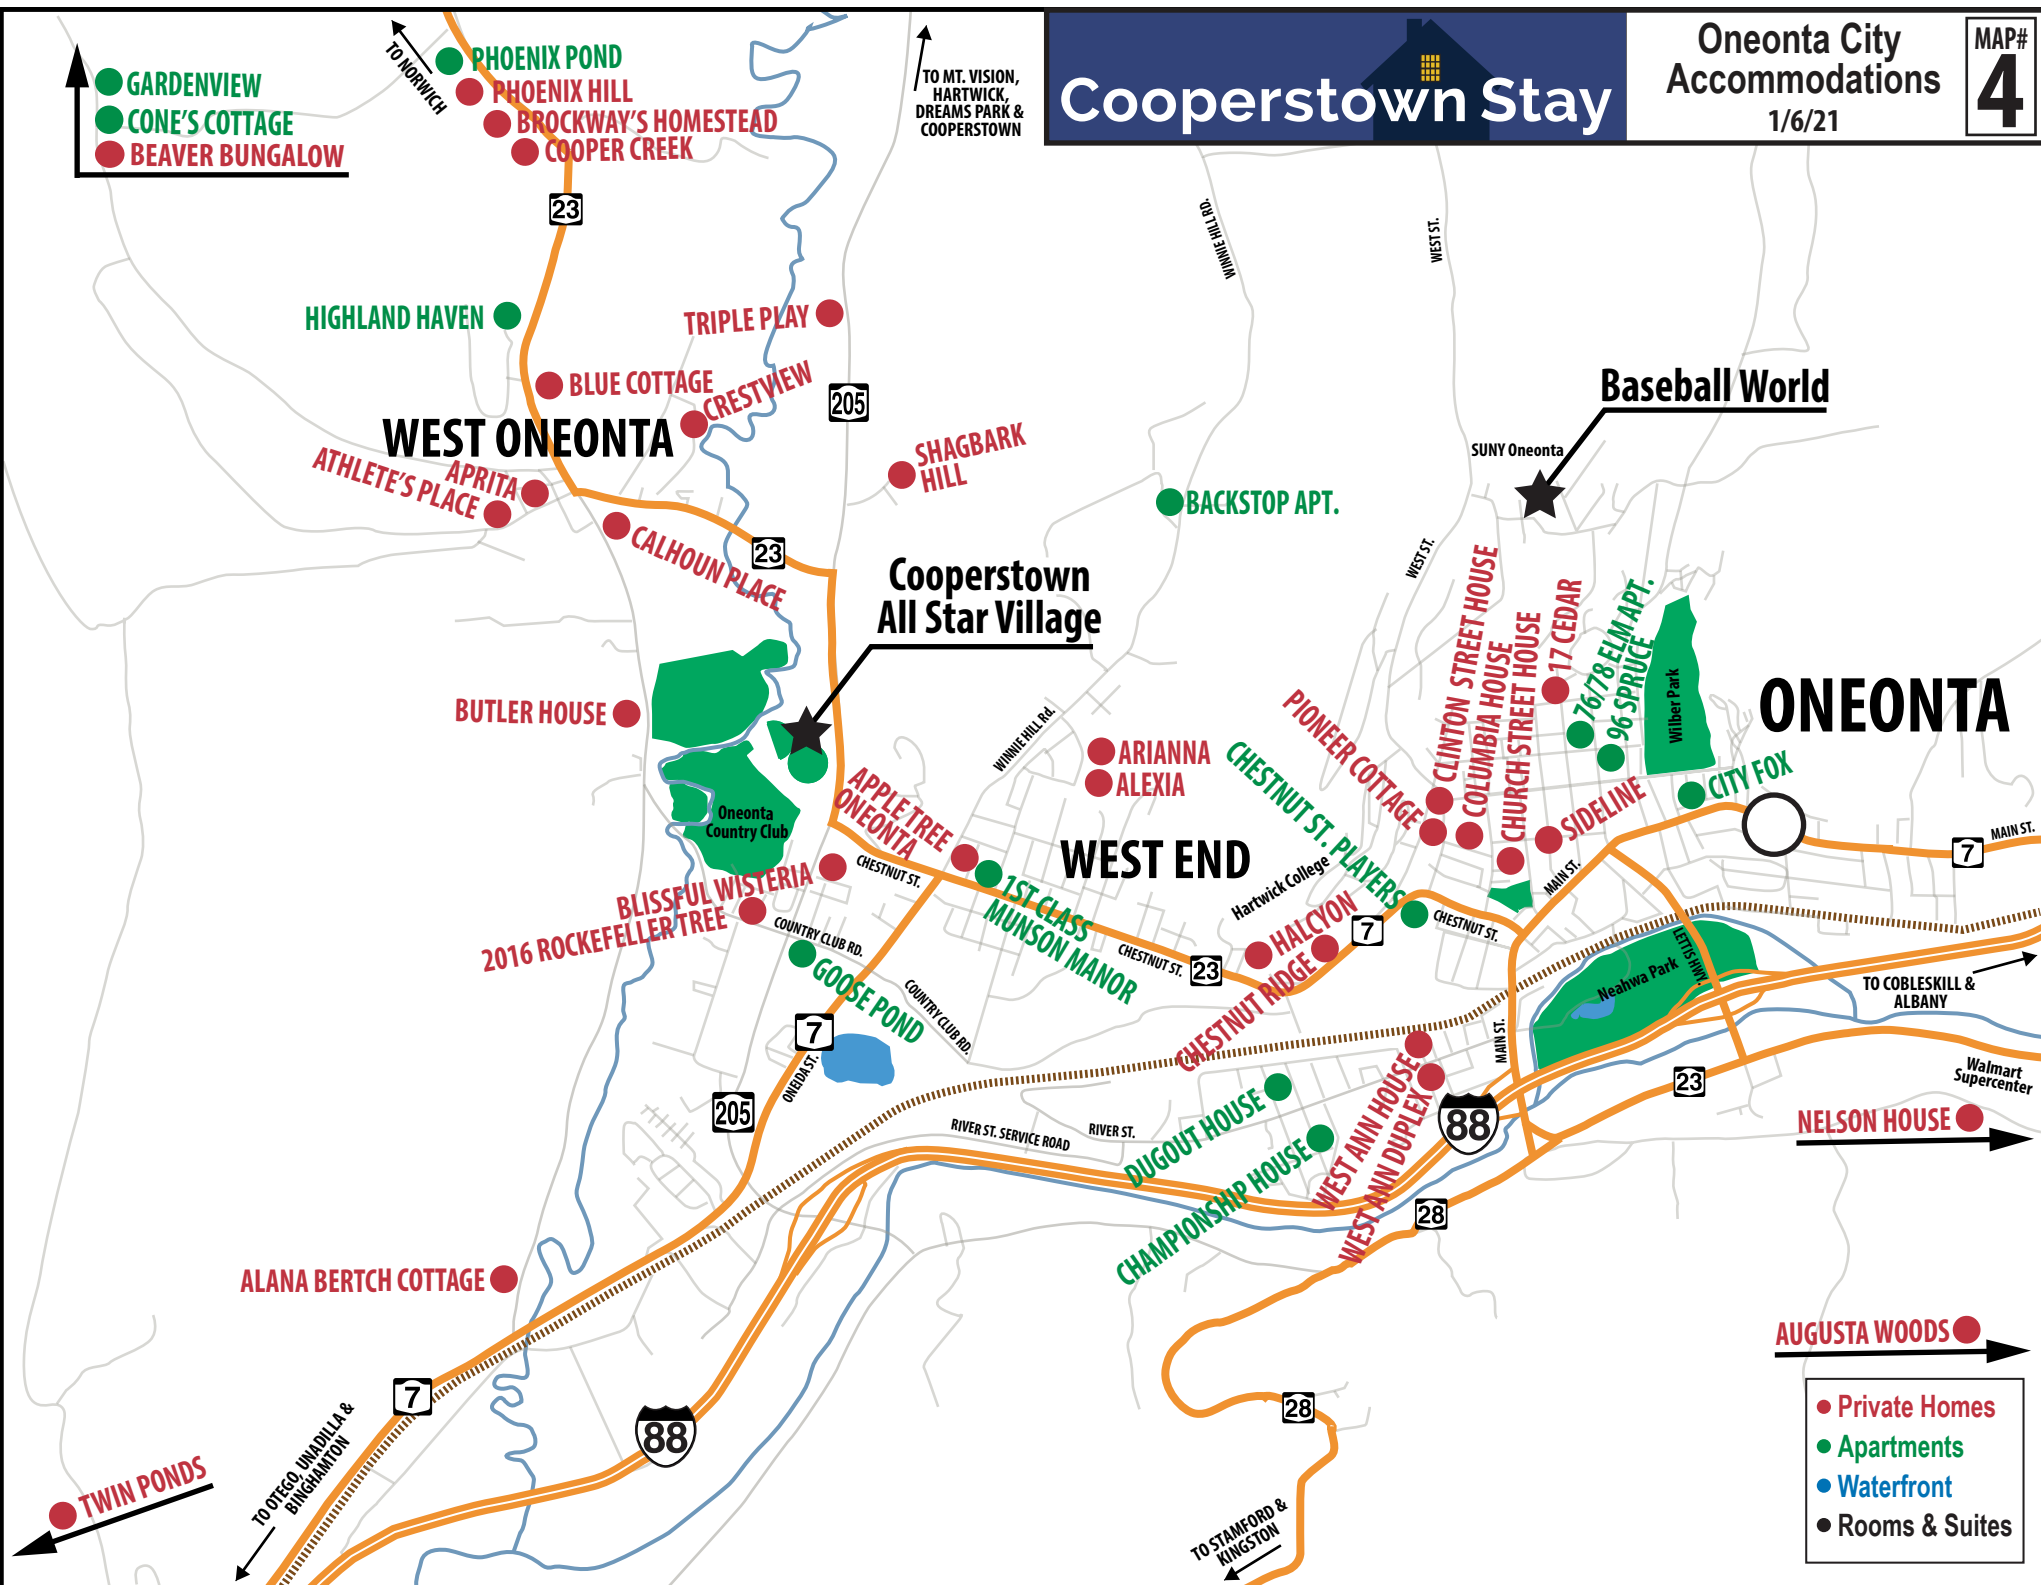 Cooperstown Stay
Oneonta City
Accommodations
1/6/21
MAP#
4
GARDENVIEW
CONE'S COTTAGE
BEAVER BUNGALOW
TO NORWICH
PHOENIX POND
PHOENIX HILL
BROCKWAY'S HOMESTEAD
COOPER CREEK
23
TO MT. VISION,
HARTWICK,
DREAMS PARK &
COOPERSTOWN
WINNIE HILL RD.
WEST ST.
HIGHLAND HAVEN
TRIPLE PLAY
BLUE COTTAGE
CRESTVIEW
205
WEST ONEONTA
SHAGBARK
HILL
APRITA
ATHLETE'S PLACE
CALHOUN PLACE
23
BACKSTOP APT.
Baseball World
SUNY Oneonta
WEST ST.
Cooperstown
All Star Village
BUTLER HOUSE
Oneonta
Country Club
WINNIE HILL Rd.
ARIANNA
ALEXIA
APPLE TREE
ONEONTA
CHESTNUT ST.
WEST END
1ST CLASS
MUNSON MANOR
BLISSFUL WISTERIA
2016 ROCKEFELLER TREE
COUNTRY CLUB RD.
GOOSE POND
COUNTRY CLUB RD.
CHESTNUT ST.
23
Hartwick College
HALCYON
CHESTNUT RIDGE
7
CHESTNUT ST. PLAYERS
CHESTNUT ST.
PIONEER COTTAGE
CLINTON STREET HOUSE
COLUMBIA HOUSE
CHURCH STREET HOUSE
17 CEDAR
76/78 ELM APT.
96 SPRUCE
SIDELINE
Wilber Park
CITY FOX
ONEONTA
MAIN ST.
7
MAIN ST.
LETTIS HWY.
Neahwa Park
MAIN ST.
TO COBLESKILL &
ALBANY
Walmart
Supercenter
23
NELSON HOUSE
7
ONEIDA ST.
205
RIVER ST. SERVICE ROAD
RIVER ST.
DUGOUT HOUSE
CHAMPIONSHIP HOUSE
WEST ANN HOUSE
WEST ANN DUPLEX
88
28
ALANA BERTCH COTTAGE
AUGUSTA WOODS
7
88
28
TO OTEGO, UNADILLA &
BINGHAMTON
TWIN PONDS
TO STAMFORD &
KINGSTON
Private Homes
Apartments
Waterfront
Rooms & Suites